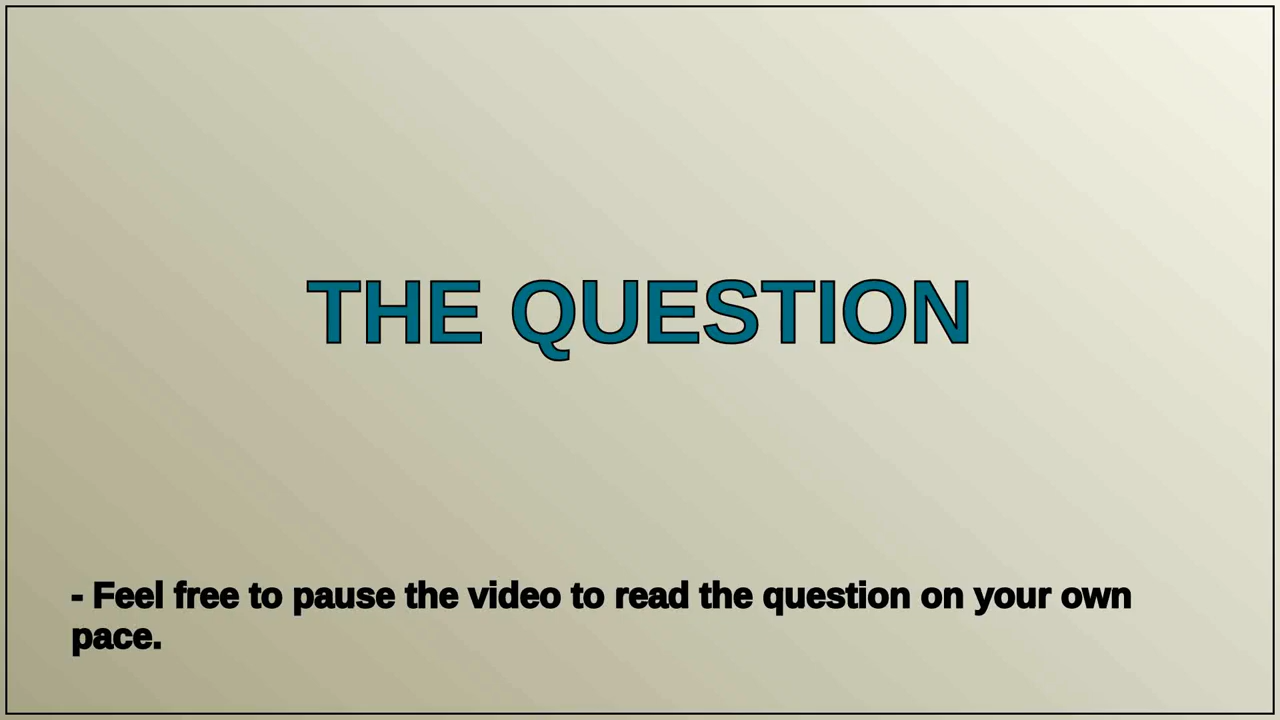 THE QUESTION
- Feel free to pause the video to read the question on your own
pace.